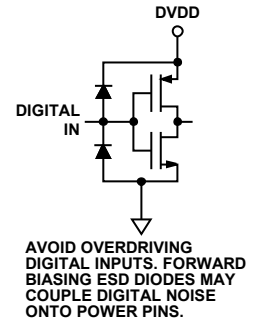 DVDD
DIGITAL
IN
AVOID OVERDRIVING
DIGITAL INPUTS. FORWARD
BIASING ESD DIODES MAY
COUPLE DIGITAL NOISE
ONTO POWER PINS.